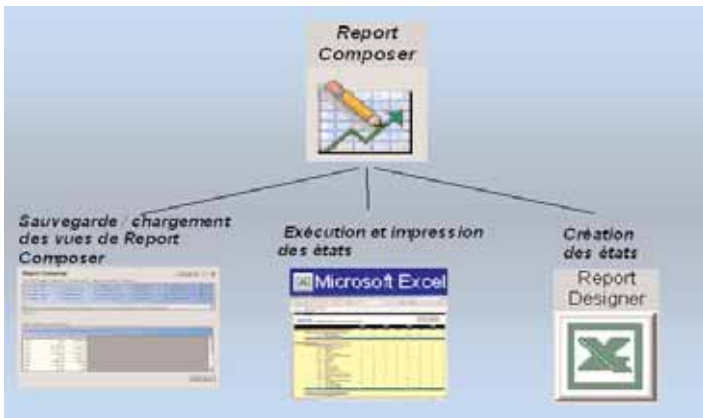 Report
Composer
Sauvegarde / chargement
des vues de Report
Composer
Exécution et impression
des états
Création
des états
Microsoft Excel
Report
Designer